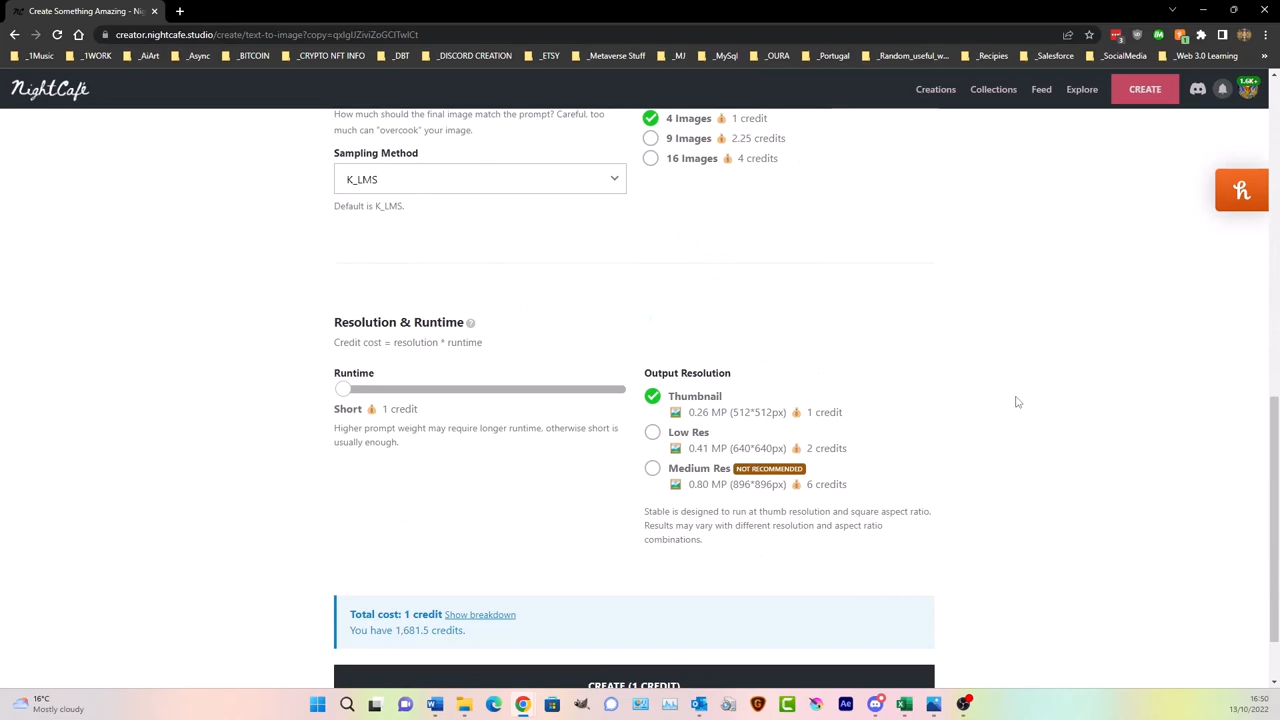 Create Something Amazing - Nig
creator.nightcafe.studio/create/text-to-image?copy=qxIgIJZiviZoGCITwICt
_1Music
_1WORK
_AiArt
_Async
_BITCOIN
_CRYPTO NFT INFO
_DBT
_DISCORD CREATION
_ETSY
_Metaverse Stuff
_MJ
_MySql
_OURA
_Portugal
_Random_useful_w...
_Recipies
_Salesforce
_SocialMedia
_Web 3.0 Learning
NightCafe
Creations
Collections
Feed
Explore
CREATE
1.6K+
How much should the final image match the prompt? Careful, too
much can "overcook" your image.
Sampling Method
K_LMS
Default is K_LMS.
4 Images 1 credit
9 Images 2.25 credits
16 Images 4 credits
Resolution & Runtime
Credit cost = resolution * runtime
Runtime
Short 1 credit
Higher prompt weight may require longer runtime, otherwise short is
usually enough.
Output Resolution
Thumbnail
0.26 MP (512*512px) 1 credit
Low Res
0.41 MP (640*640px) 2 credits
Medium Res NOT RECOMMENDED
0.80 MP (896*896px) 6 credits
Stable is designed to run at thumb resolution and square aspect ratio.
Results may vary with different resolution and aspect ratio
combinations.
Total cost: 1 credit Show breakdown
You have 1,681.5 credits.
CREATE (1 CREDIT)
16°C
Mostly cloudy
16:50
13/10/2022